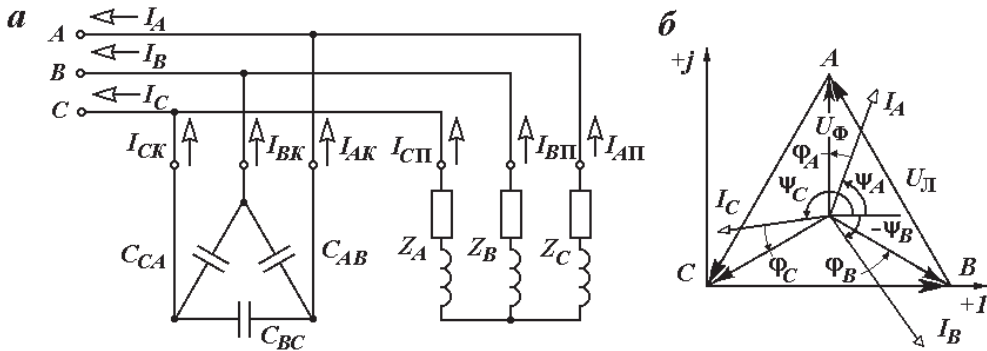 а
A
I_A
B
I_B
C
I_C
I_CK
I_BK
I_AK
I_CП
I_BП
I_AП
C_CA
C_AB
C_BC
Z_A
Z_B
Z_C
б
+j
A
I_A
U_Ф
φ_A
ψ_A
U_Л
ψ_C
I_C
-ψ_B
C
φ_C
φ_B
B
+1
I_B